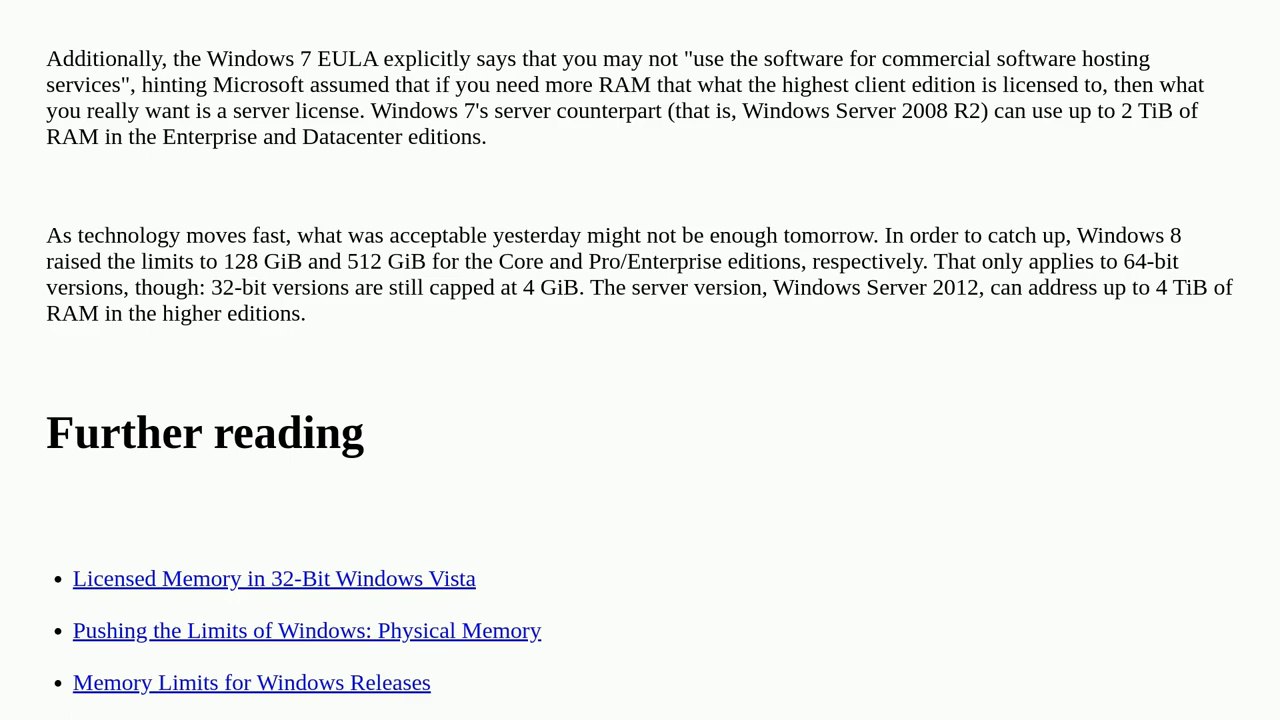 Additionally, the Windows 7 EULA explicitly says that you may not "use the software for commercial software hosting
services", hinting Microsoft assumed that if you need more RAM that what the highest client edition is licensed to, then what
you really want is a server license. Windows 7's server counterpart (that is, Windows Server 2008 R2) can use up to 2 TiB of
RAM in the Enterprise and Datacenter editions.
As technology moves fast, what was acceptable yesterday might not be enough tomorrow. In order to catch up, Windows 8
raised the limits to 128 GiB and 512 GiB for the Core and Pro/Enterprise editions, respectively. That only applies to 64-bit
versions, though: 32-bit versions are still capped at 4 GiB. The server version, Windows Server 2012, can address up to 4 TiB of
RAM in the higher editions.
Further reading
• Licensed Memory in 32-Bit Windows Vista
• Pushing the Limits of Windows: Physical Memory
• Memory Limits for Windows Releases